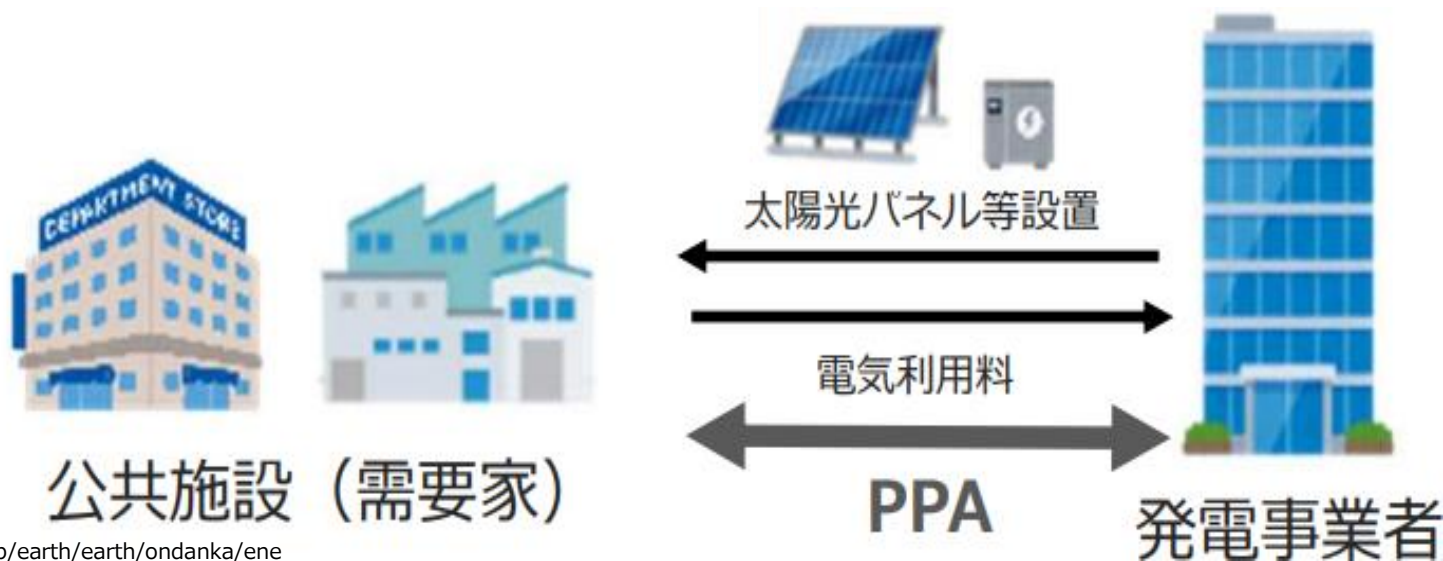 DEPARTMENT STORE
太陽光パネル等設置
電気利用料
PPA
公共施設（需要家）
発電事業者
o/earth/earth/ondanka/ene